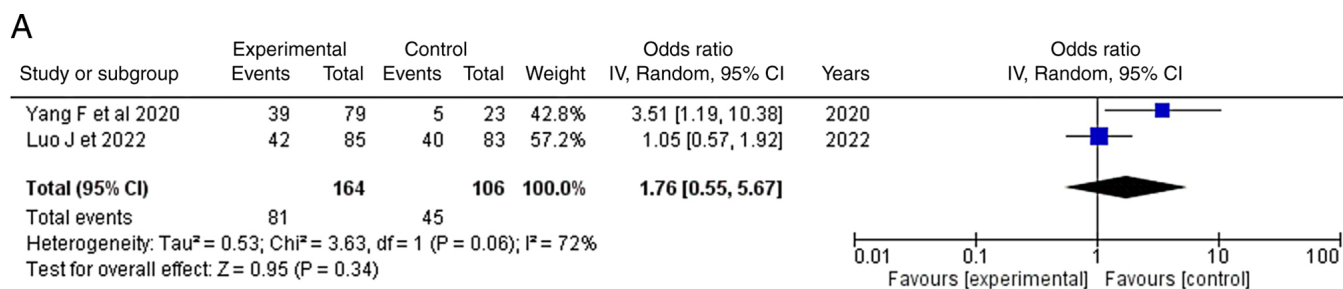 A
Experimental Control Odds ratio Odds ratio
Study or subgroup Events Total Events Total Weight IV, Random, 95% CI Years IV, Random, 95% CI
Yang F et al 2020 39 79 5 23 42.8% 3.51 [1.19, 10.38] 2020
Luo J et 2022 42 85 40 83 57.2% 1.05 [0.57, 1.92] 2022
Total (95% CI) 164 106 100.0% 1.76 [0.55, 5.67]
Total events 81 45
Heterogeneity: Tau² = 0.53; Chi² = 3.63, df = 1 (P = 0.06); I² = 72%
Test for overall effect: Z = 0.95 (P = 0.34)
0.01 0.1 1 10 100
Favours [experimental] Favours [control]